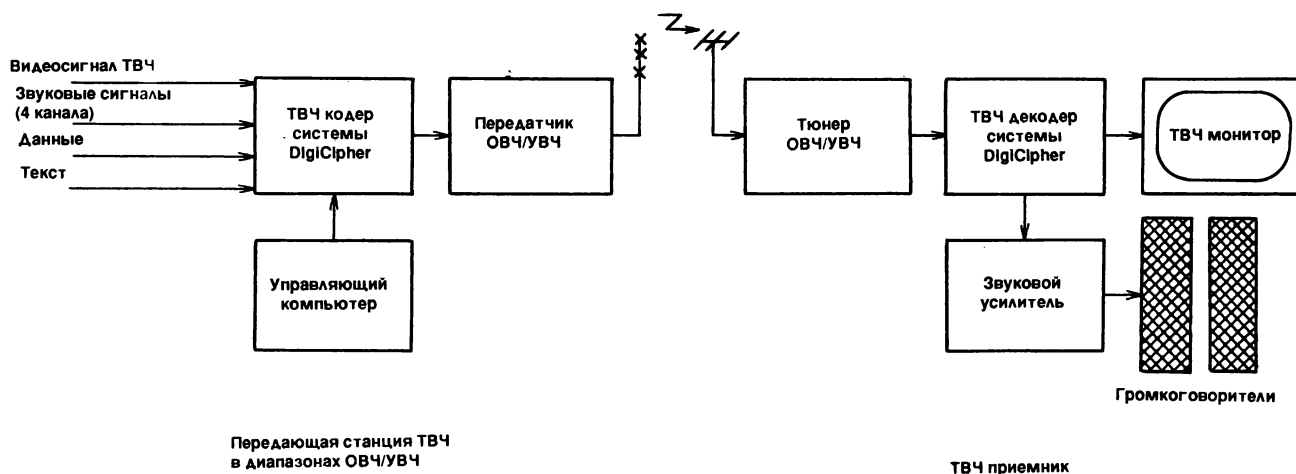 Видеосигнал ТВЧ
Звуковые сигналы
(4 канала)
Данные
Текст
ТВЧ кодер
системы
DigiCipher
Передатчик
ОВЧ/УВЧ
Управляющий
компьютер
Тюнер
ОВЧ/УВЧ
ТВЧ декодер
системы
DigiCipher
ТВЧ монитор
Звуковой
усилитель
Громкоговорители
Передающая станция ТВЧ
в диапазонах ОВЧ/УВЧ
ТВЧ приемник